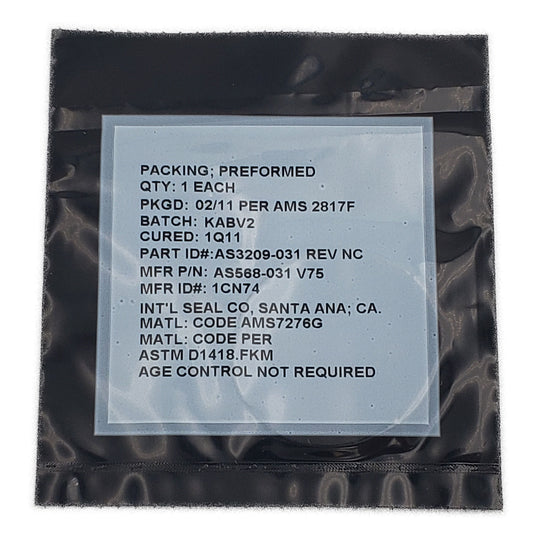 PACKING; PREFORMED
QTY: 1 EACH
PKGD: 02/11 PER AMS 2817F
BATCH: KABV2
CURED: 1Q11
PART ID#:AS3209-031 REV NC
MFR P/N: AS568-031 V75
MFR ID#: 1CN74
INT'L SEAL CO, SANTA ANA; CA.
MATL: CODE AMS7276G
MATL: CODE PER
ASTM D1418.FKM
AGE CONTROL NOT REQUIRED